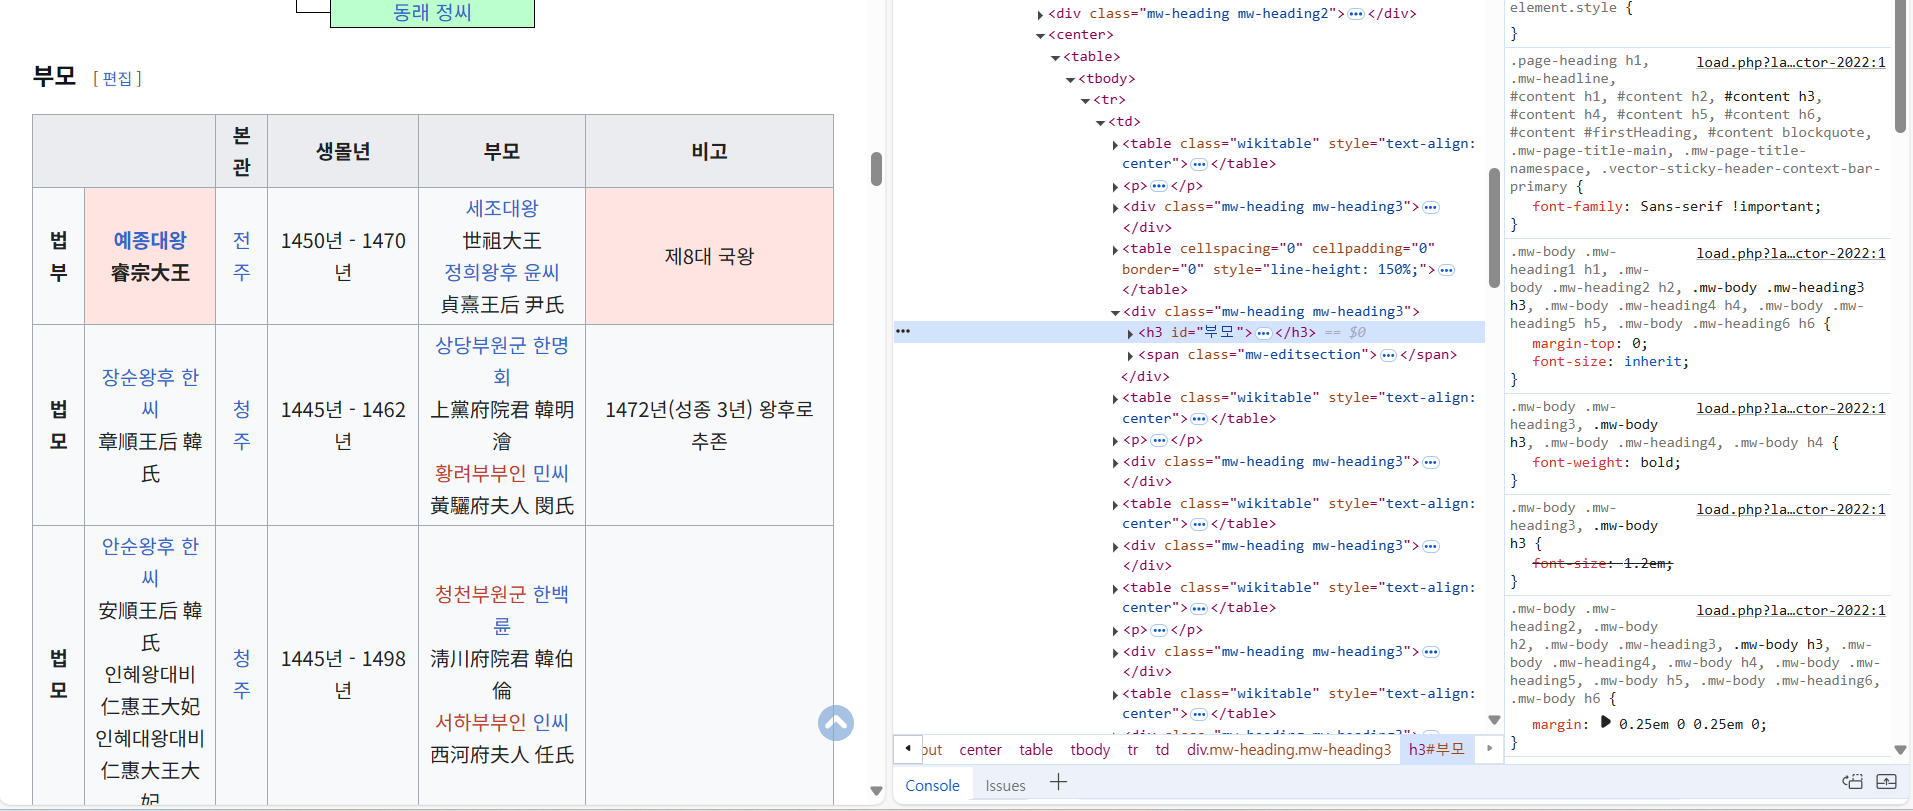 동래 정씨
부모 [ 편집 ]
본관 생몰년 부모 비고
법부
예종대왕
睿宗大王
전주
1450년 - 1470년
세조대왕
世祖大王
정희왕후 윤씨
貞熹王后 尹氏
제8대 국왕
법모
장순왕후 한씨
章順王后 韓氏
청주
1445년 - 1462년
상당부원군 한명회
上黨府院君 韓明澮
황려부부인 민씨
黃驪府夫人 閔氏
1472년(성종 3년) 왕후로 추존
법모
안순왕후 한씨
安順王后 韓氏
인혜왕대비
仁惠王大妃
인혜대왕대비
仁惠大王大妃
청주
1445년 - 1498년
청천부원군 한백륜
淸川府院君 韓伯倫
서하부부인 인씨
西河府夫人 任氏
<div class="mw-heading mw-heading2"> ••• </div>
<center>
<table>
<tbody>
<tr>
<td>
<table class="wikitable" style="text-align:
center"> ••• </table>
<p> ••• </p>
<div class="mw-heading mw-heading3"> •••
</div>
<table cellspacing="0" cellpadding="0"
border="0" style="line-height: 150%;"> •••
</table>
<div class="mw-heading mw-heading3">
••• <h3 id="부모"> ••• </h3> == $0
<span class="mw-editsection"> ••• </span>
</div>
<table class="wikitable" style="text-align:
center"> ••• </table>
<p> ••• </p>
<div class="mw-heading mw-heading3"> •••
</div>
<table class="wikitable" style="text-align:
center"> ••• </table>
<div class="mw-heading mw-heading3"> •••
</div>
<table class="wikitable" style="text-align:
center"> ••• </table>
<p> ••• </p>
<div class="mw-heading mw-heading3"> •••
</div>
<table class="wikitable" style="text-align:
center"> ••• </table>
out center table tbody tr td div.mw-heading.mw-heading3 h3#부모
Console Issues
element.style {
}
.page-heading h1, load.php?la…ctor-2022:1
.mw-headline,
#content h1, #content h2, #content h3,
#content h4, #content h5, #content h6,
#content #firstHeading, #content blockquote,
.mw-page-title-main, .mw-page-title-
namespace, .vector-sticky-header-context-bar-
primary {
font-family: Sans-serif !important;
}
.mw-body .mw- load.php?la…ctor-2022:1
heading1 h1, .mw-
body .mw-heading2 h2, .mw-body .mw-heading3
h3, .mw-body .mw-heading4 h4, .mw-body .mw-
heading5 h5, .mw-body .mw-heading6 h6 {
margin-top: 0;
font-size: inherit;
}
.mw-body .mw- load.php?la…ctor-2022:1
heading3, .mw-body
h3, .mw-body .mw-heading4, .mw-body h4 {
font-weight: bold;
}
.mw-body .mw- load.php?la…ctor-2022:1
heading3, .mw-body
h3 {
font-size: 1.2em;
}
.mw-body .mw- load.php?la…ctor-2022:1
heading2, .mw-body
h2, .mw-body .mw-heading3, .mw-body h3, .mw-
body .mw-heading4, .mw-body h4, .mw-body .mw-
heading5, .mw-body h5, .mw-body .mw-heading6,
.mw-body h6 {
margin: 0.25em 0 0.25em 0;
}